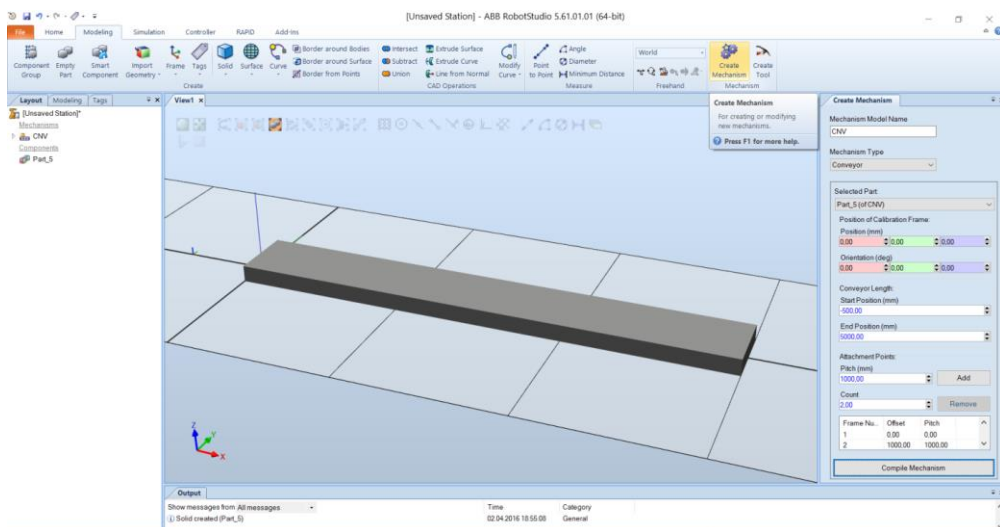 [Unsaved Station] - ABB RobotStudio 5.61.01.01 (64-bit)
File Home Modeling Simulation Controller RAPID Add-Ins
Component Group
Empty Part
Smart Component
Import Geometry
Frame
Tags
Solid
Surface
Curve
Border around Bodies
Border around Surface
Border from Points
Create
Intersect
Subtract
Union
Extrude Surface
Extrude Curve
Line from Normal
Modify Curve
CAD Operations
Point to Point
Angle
Diameter
Minimum Distance
Measure
World
Freehand
Create Mechanism
Create Tool
Mechanism
Layout Modeling Tags
[Unsaved Station]*
Mechanisms
CNV
Components
Part_5
View1
Create Mechanism
For creating or modifying
new mechanisms.
Press F1 for more help.
Z
Y
X
Create Mechanism
Mechanism Model Name
CNV
Mechanism Type
Conveyor
Selected Part:
Part_5 (of CNV)
Position of Calibration Frame:
Position (mm)
0,00 0,00 0,00
Orientation (deg)
0,00 0,00 0,00
Conveyor Length:
Start Position (mm)
-500,00
End Position (mm)
5000,00
Attachment Points:
Pitch (mm)
1000,00 Add
Count
2,00 Remove
Frame Nu... Offset Pitch
1 0,00 0,00
2 1000,00 1000,00
Compile Mechanism
Output
Show messages from All messages Time Category
Solid created (Part_5) 02.04.2016 18:55:08 General